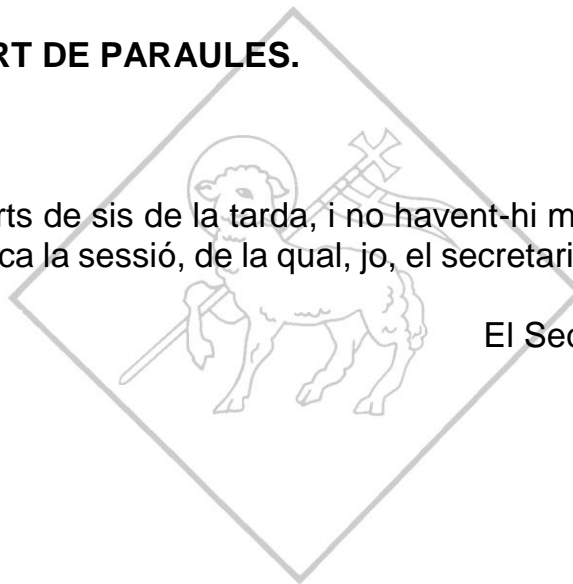 RT DE PARAULES.
rts de sis de la tarda, i no havent-hi m
ca la sessió, de la qual, jo, el secretari
El Sec